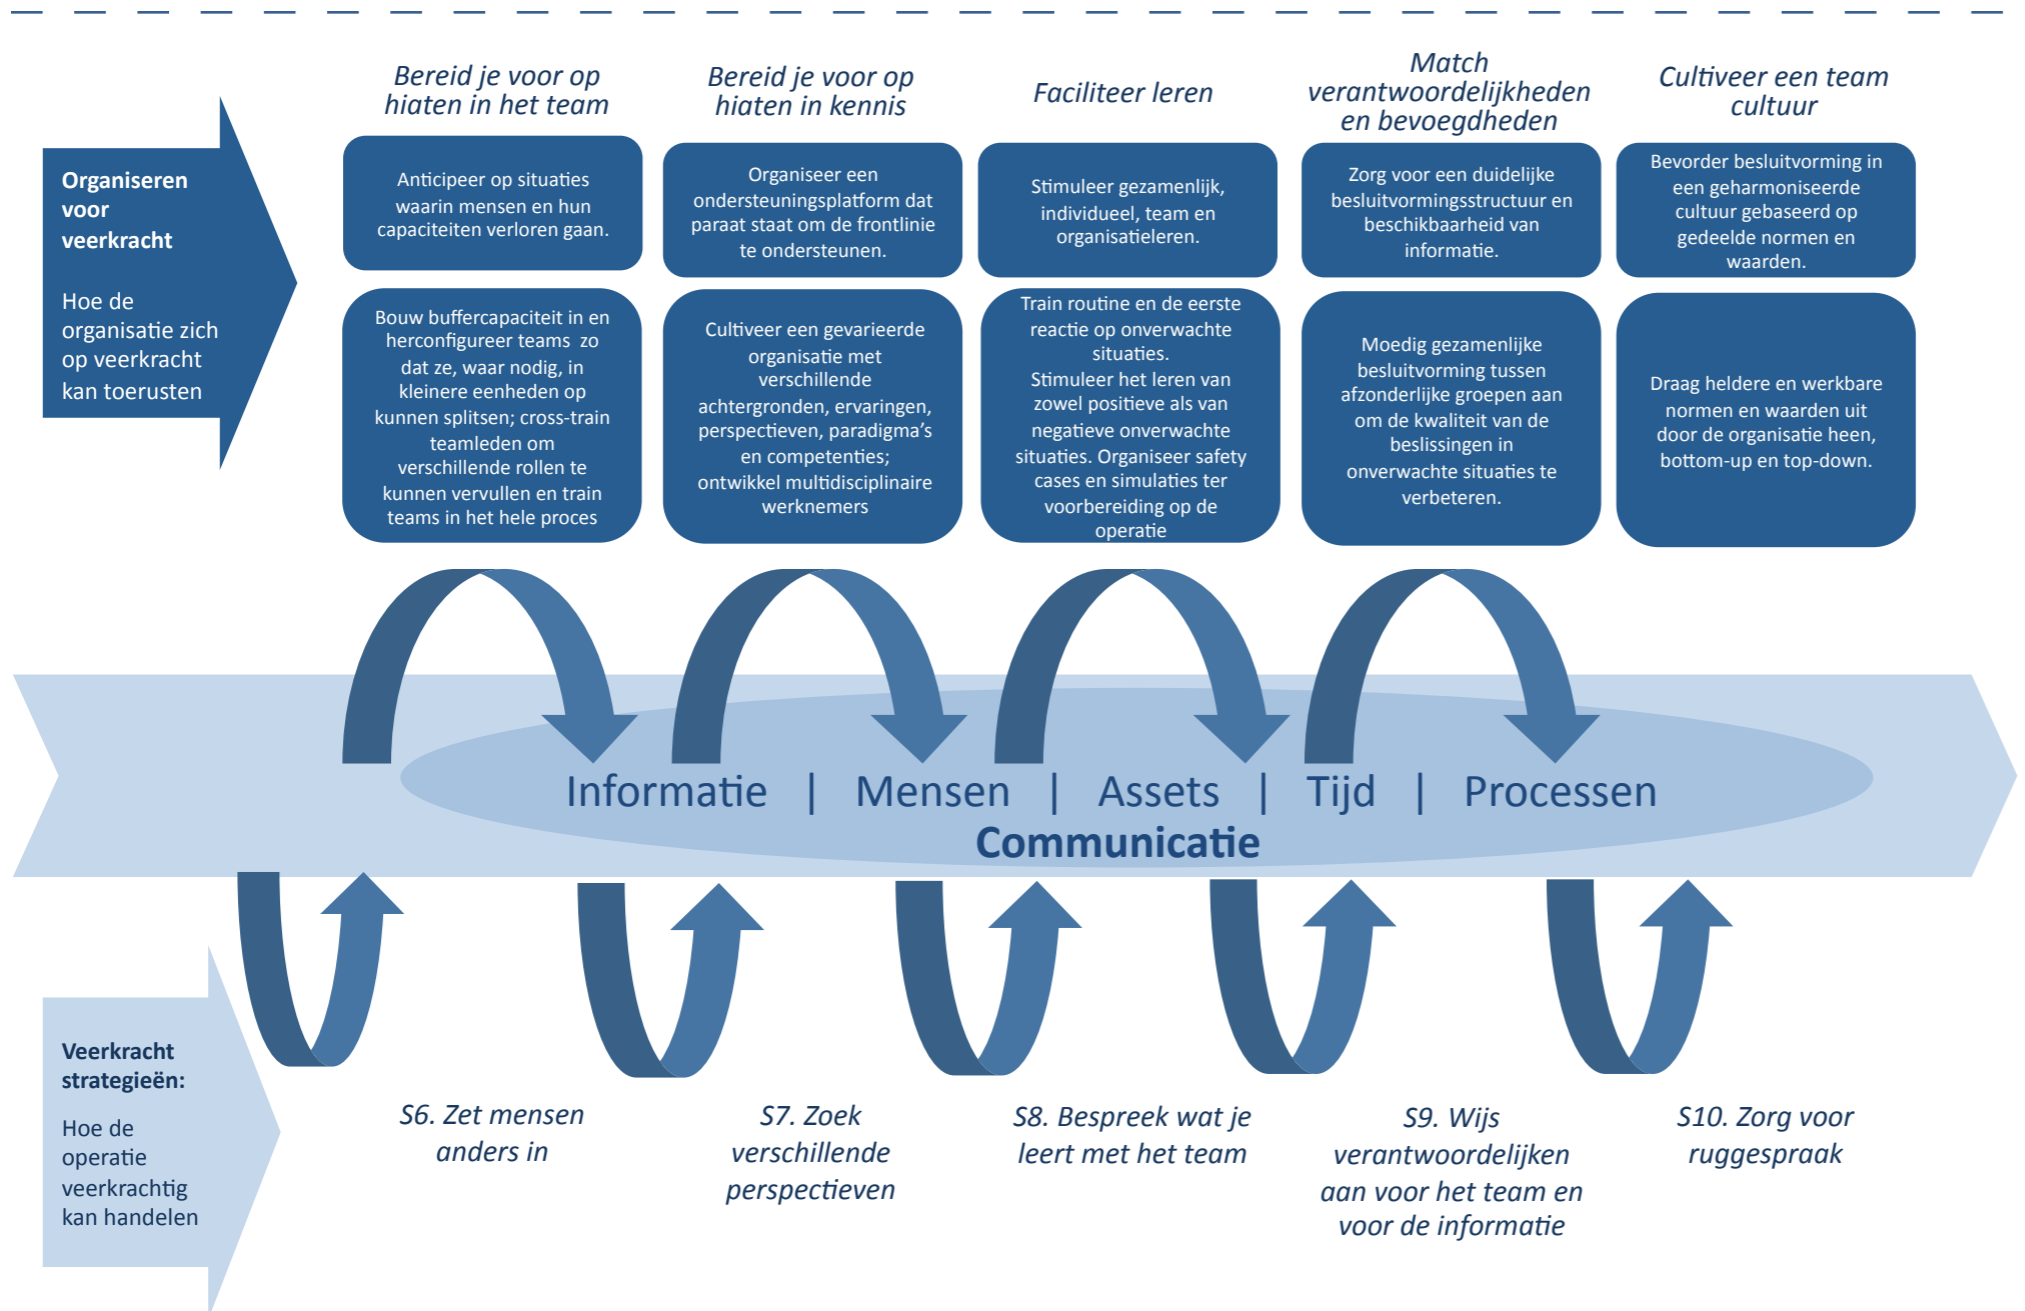 Bereid je voor op
hiaten in het team
Bereid je voor op
hiaten in kennis
Faciliteer leren
Match
verantwoordelijkheden
en bevoegdheden
Cultiveer een team
cultuur
Organiseren
voor
veerkracht
Hoe de
organisatie zich
op veerkracht
kan toerusten
Anticipeer op situaties
waarin mensen en hun
capaciteiten verloren gaan.
Organiseer een
ondersteuningsplatform dat
paraat staat om de frontlinie
te ondersteunen.
Stimuleer gezamenlijk,
individueel, team en
organisatieleren.
Zorg voor een duidelijke
besluitvormingsstructuur en
beschikbaarheid van
informatie.
Bevorder besluitvorming in
een geharmoniseerde
cultuur gebaseerd op
gedeelde normen en
waarden.
Bouw buffercapaciteit in en
herconfigureer teams  zo
dat ze, waar nodig, in
kleinere eenheden op
kunnen splitsen; cross-train
teamleden om
verschillende rollen te
kunnen vervullen en train
teams in het hele proces
Cultiveer een gevarieerde
organisatie met
verschillende
achtergronden, ervaringen,
perspectieven, paradigma's
en competenties;
ontwikkel multidisciplinaire
werknemers
Train routine en de eerste
reactie op onverwachte
situaties.
Stimuleer het leren van
zowel positieve als van
negatieve onverwachte
situaties. Organiseer safety
cases en simulaties ter
voorbereiding op de
operatie
Moedig gezamenlijke
besluitvorming tussen
afzonderlijke groepen aan
om de kwaliteit van de
beslissingen in
onverwachte situaties te
verbeteren.
Draag heldere en werkbare
normen en waarden uit
door de organisatie heen,
bottom-up en top-down.
Informatie | Mensen | Assets | Tijd | Processen
Communicatie
Veerkracht
strategieën:
Hoe de
operatie
veerkrachtig
kan handelen
S6. Zet mensen
anders in
S7. Zoek
verschillende
perspectieven
S8. Bespreek wat je
leert met het team
S9. Wijs
verantwoordelijken
aan voor het team en
voor de informatie
S10. Zorg voor
ruggespraak